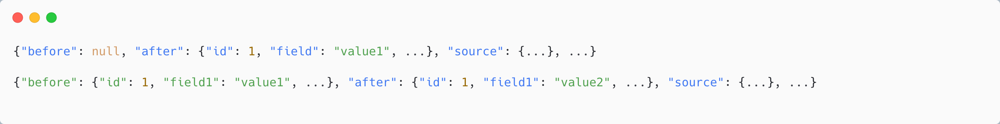 {"before": null, "after": {"id": 1, "field": "value1", ...}, "source": {...}, ...}
{"before": {"id": 1, "field1": "value1", ...}, "after": {"id": 1, "field1": "value2", ...}, "source": {...}, ...}